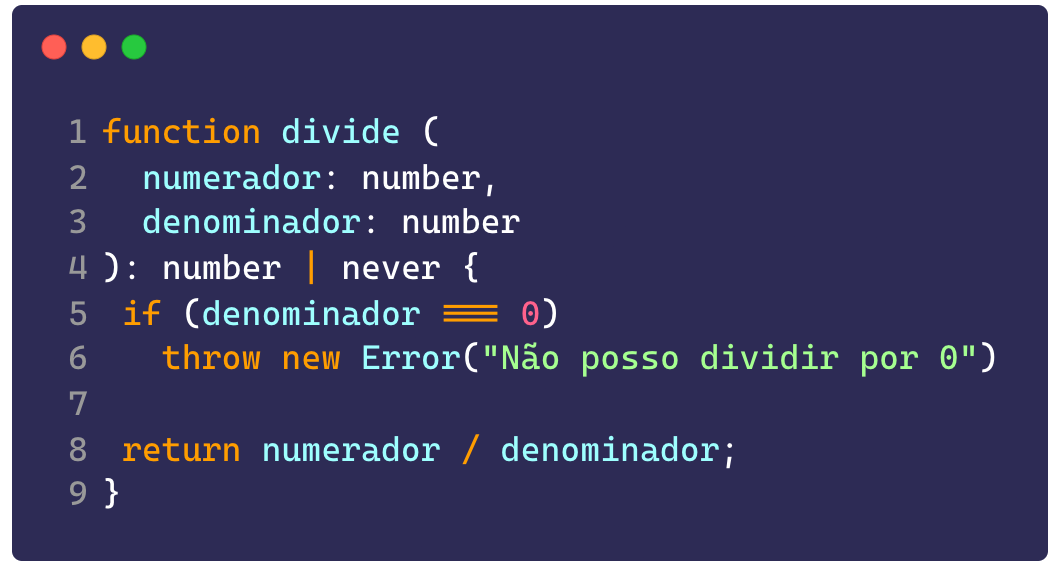 1 function divide (
2   numerador: number,
3   denominador: number
4 ): number | never {
5  if (denominador === 0)
6    throw new Error("Não posso dividir por 0")
7
8  return numerador / denominador;
9 }